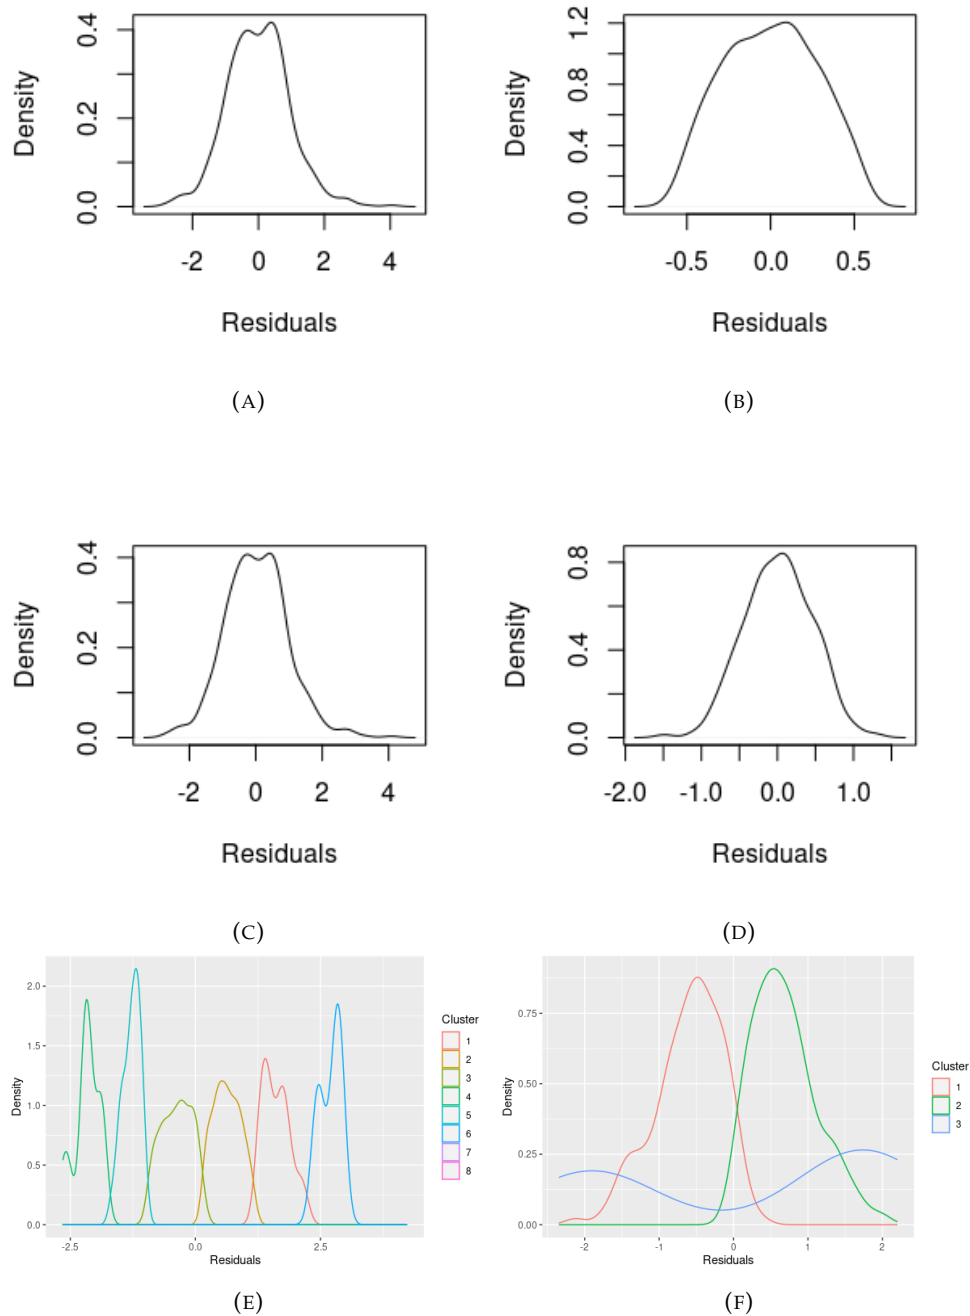 Density
0.0 0.2 0.4
-2 0 2 4
Residuals
(A)
Density
0.0 0.4 0.8 1.2
-0.5 0.0 0.5
Residuals
(B)
Density
0.0 0.2 0.4
-2 0 2 4
Residuals
(C)
Density
0.0 0.4 0.8
-2.0 -1.0 0.0 1.0
Residuals
(D)
Density
2.0
1.5
1.0
0.5
0.0
-2.5 0.0 2.5
Residuals
Cluster
1
2
3
4
5
6
7
8
(E)
Density
0.75
0.50
0.25
0.00
-2 -1 0 1 2
Residuals
Cluster
1
2
3
(F)